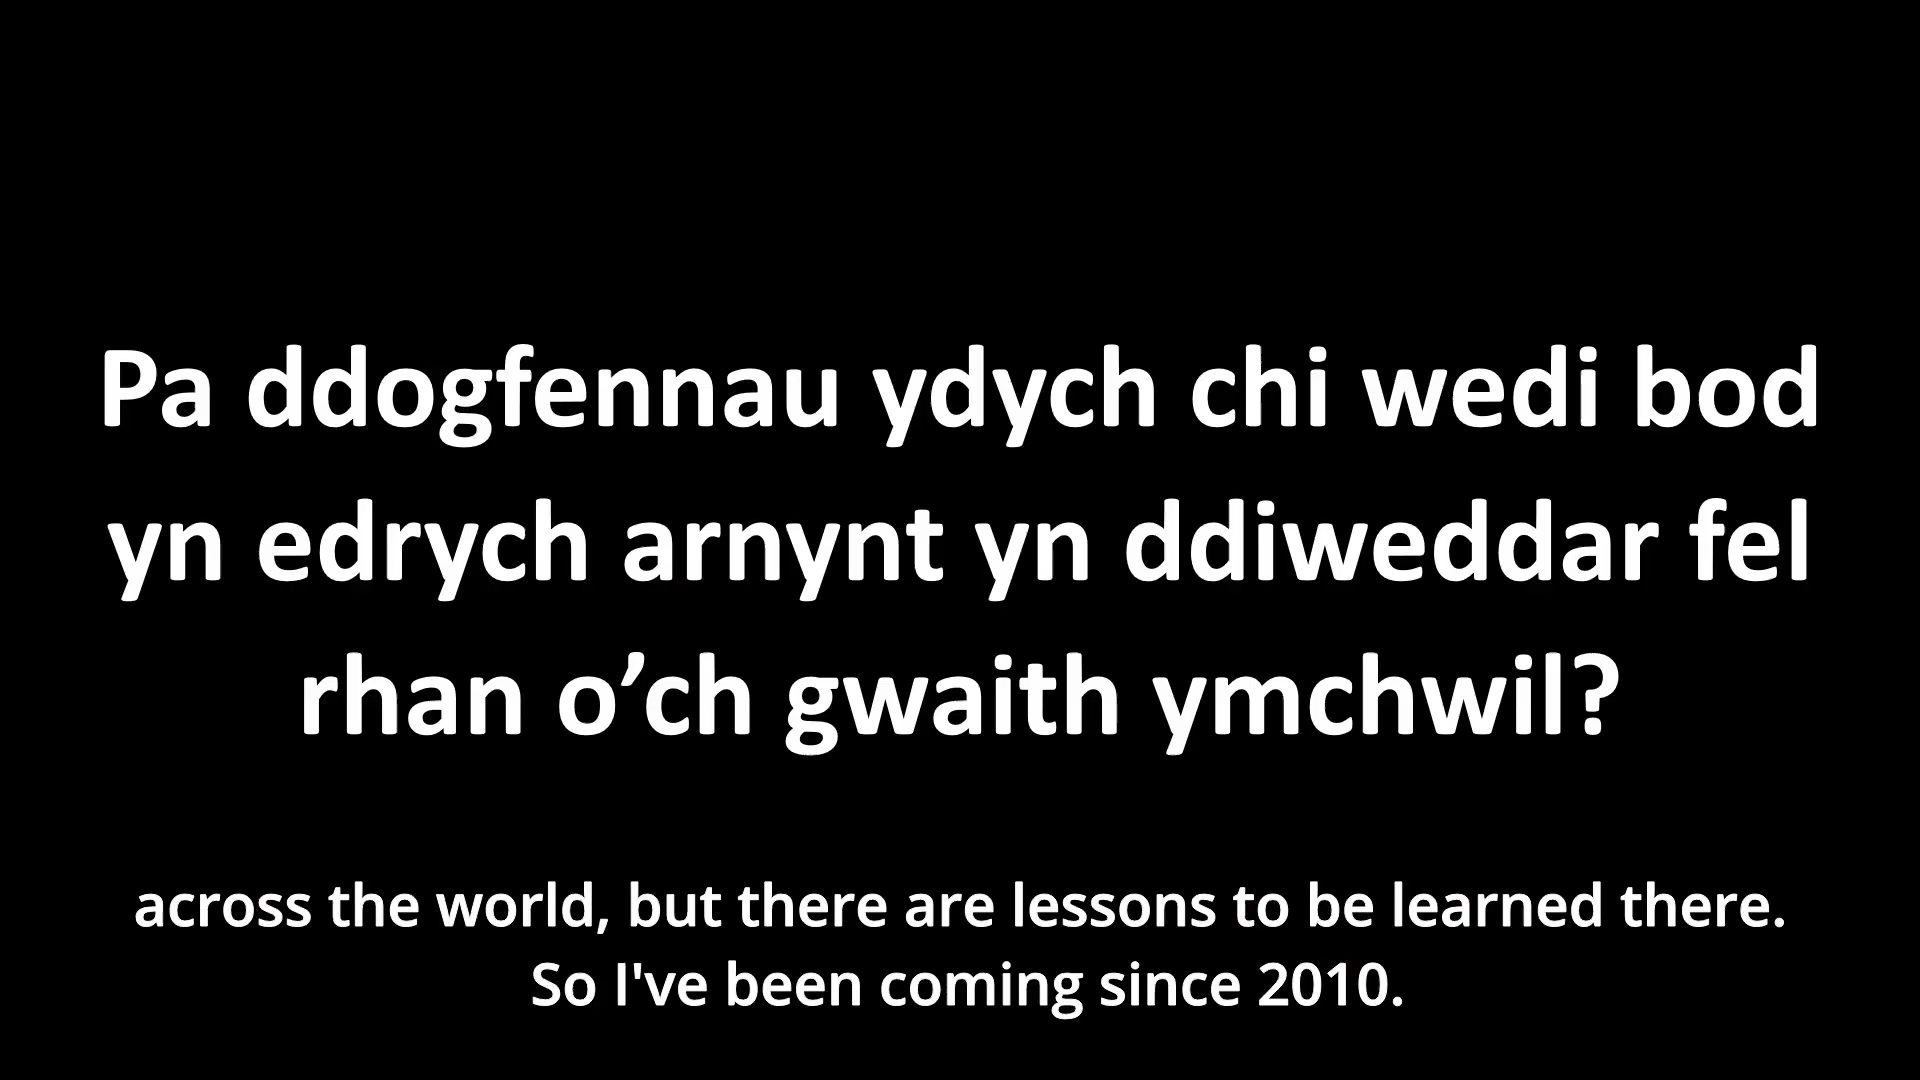 Pa ddogfennau ydych chi wedi bod
yn edrych arnynt yn ddiweddar fel
rhan o’ch gwaith ymchwil?
across the world, but there are lessons to be learned there.
So I've been coming since 2010.